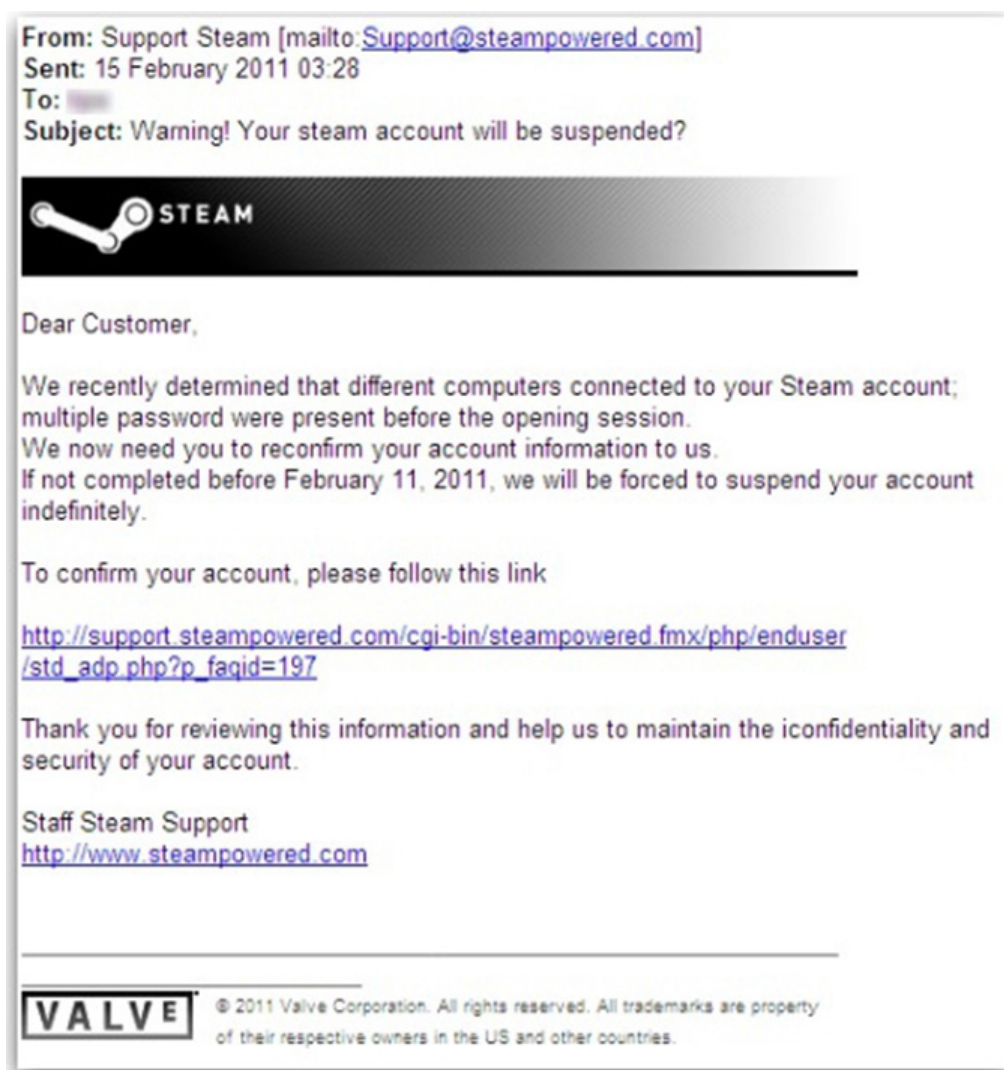 From: Support Steam [mailto:Support@steampowered.com]
Sent: 15 February 2011 03:28
To:
Subject: Warning! Your steam account will be suspended?
STEAM
Dear Customer,
We recently determined that different computers connected to your Steam account;
multiple password were present before the opening session.
We now need you to reconfirm your account information to us.
If not completed before February 11, 2011, we will be forced to suspend your account
indefinitely.
To confirm your account, please follow this link
http://support.steampowered.com/cgi-bin/steampowered.fmx/php/enduser
/std_adp.php?p_faqid=197
Thank you for reviewing this information and help us to maintain the iconfidentiality and
security of your account.
Staff Steam Support
http://www.steampowered.com
VALVE
© 2011 Valve Corporation. All rights reserved. All trademarks are property
of their respective owners in the US and other countries.